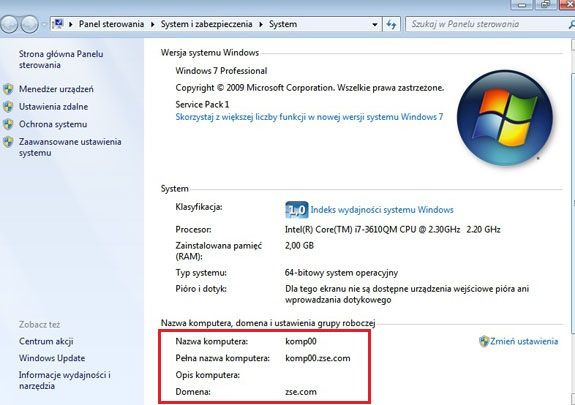 Panel sterowania ▸ System i zabezpieczenia ▸ System
Szukaj w Panelu sterowania
Strona główna Panelu
sterowania
Menedżer urządzeń
Ustawienia zdalne
Ochrona systemu
Zaawansowane ustawienia
systemu
Wersja systemu Windows
Windows 7 Professional
Copyright © 2009 Microsoft Corporation. Wszelkie prawa zastrzeżone.
Service Pack 1
Skorzystaj z większej liczby funkcji w nowej wersji systemu Windows 7
System
Klasyfikacja: 1,0 Indeks wydajności systemu Windows
Procesor: Intel(R) Core(TM) i7-3610QM CPU @ 2.30GHz 2.20 GHz
Zainstalowana pamięć 2,00 GB
(RAM):
Typ systemu: 64-bitowy system operacyjny
Pióro i dotyk: Dla tego ekranu nie są dostępne urządzenia wejściowe pióra ani
wprowadzania dotykowego
Nazwa komputera, domena i ustawienia grupy roboczej
Nazwa komputera: komp00
Zmień ustawienia
Pełna nazwa komputera: komp00.zse.com
Opis komputera:
Domena: zse.com
Zobacz też
Centrum akcji
Windows Update
Informacje wydajności i
narzędzia